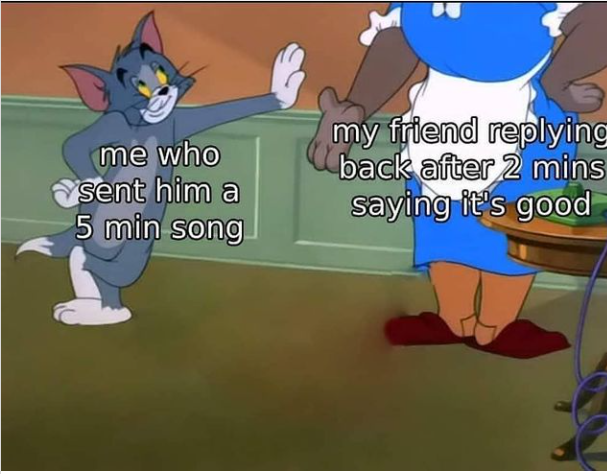 me who
sent him a
5 min song
my friend replying
back after 2 mins
saying it's good